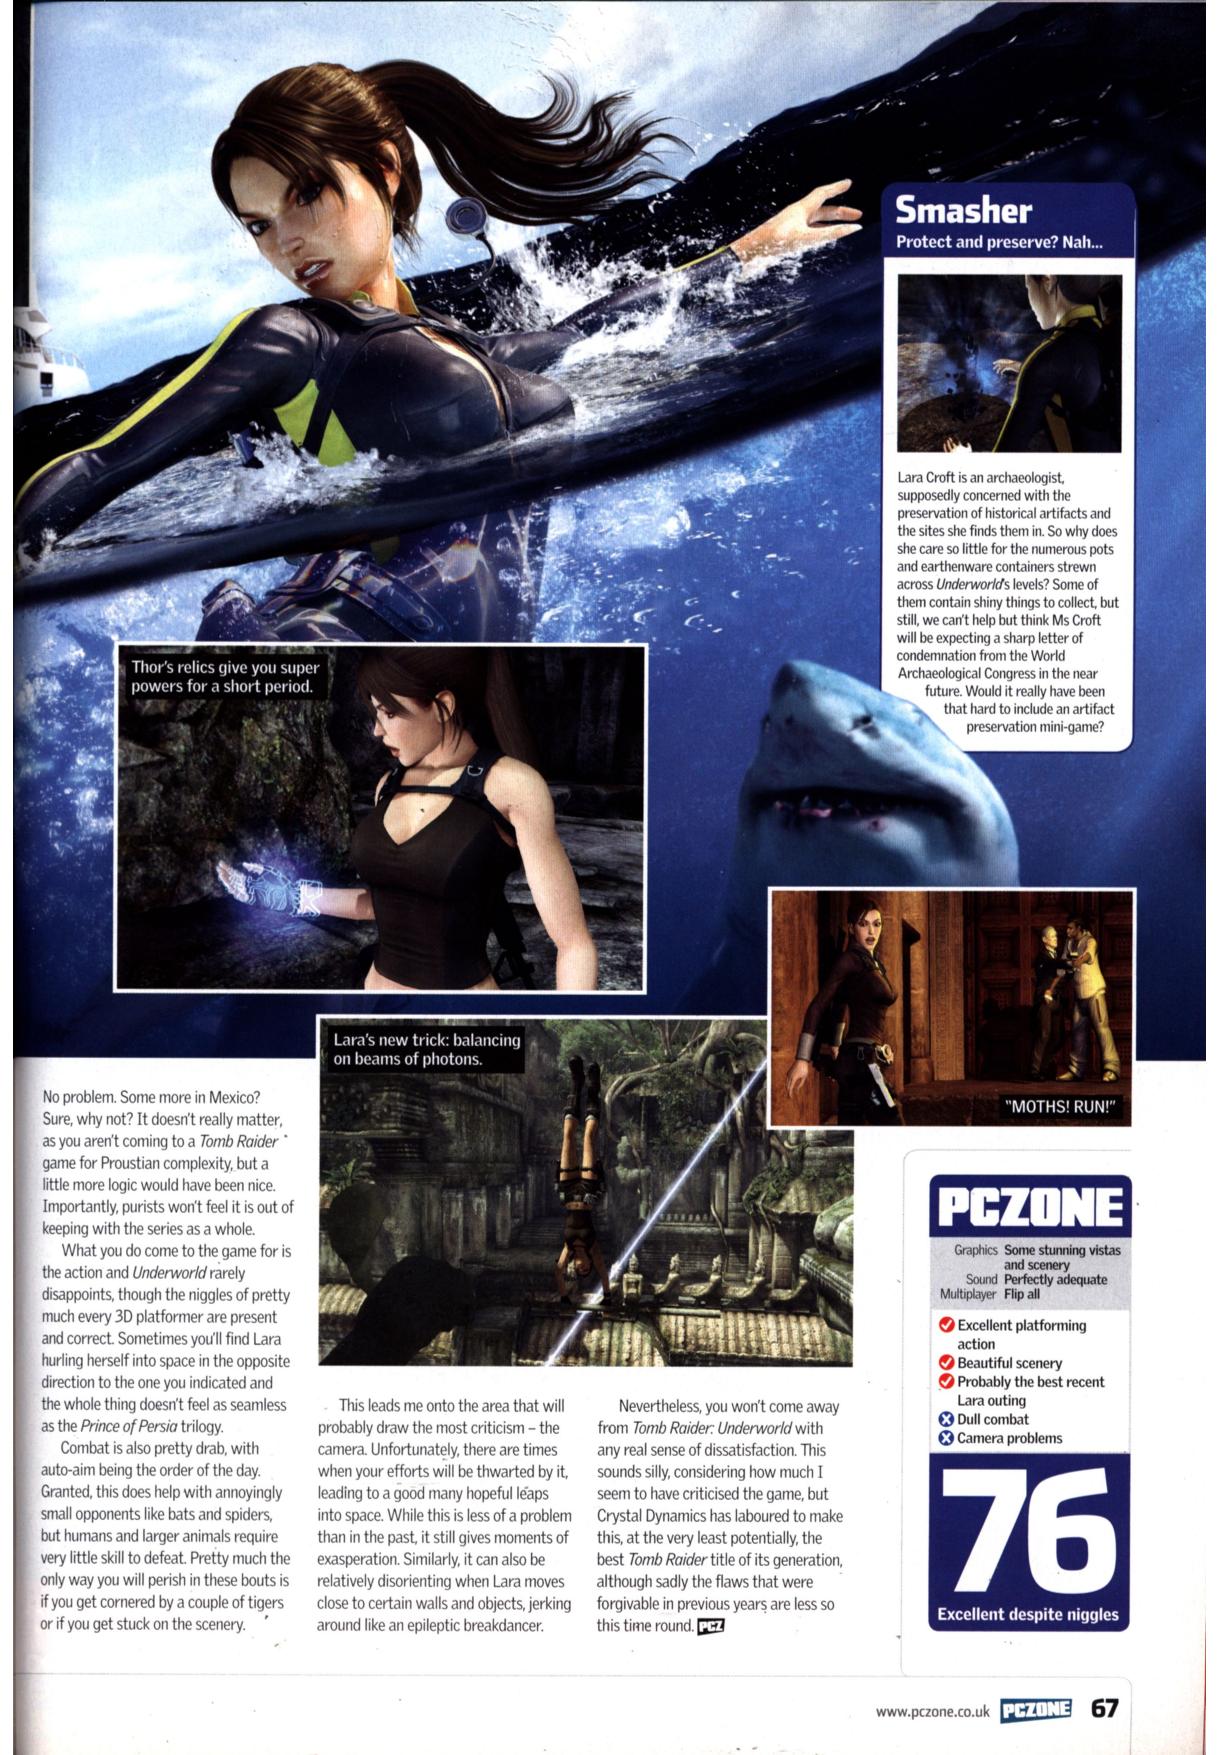 Smasher
Protect and preserve? Nah...
Lara Croft is an archaeologist,
supposedly concerned with the
preservation of historical artifacts and
the sites she finds them in. So why does
she care so little for the numerous pots
and earthenware containers strewn
across Underworld's levels? Some of
them contain shiny things to collect, but
still, we can't help but think Ms Croft
will be expecting a sharp letter of
condemnation from the World
Archaeological Congress in the near
future. Would it really have been
that hard to include an artifact
preservation mini-game?
Thor's relics give you super
powers for a short period.
Lara's new trick: balancing
on beams of photons.
"MOTHS! RUN!"
No problem. Some more in Mexico?
Sure, why not? It doesn't really matter,
as you aren't coming to a Tomb Raider
game for Proustian complexity, but a
little more logic would have been nice.
Importantly, purists won't feel it is out of
keeping with the series as a whole.
What you do come to the game for is
the action and Underworld rarely
disappoints, though the niggles of pretty
much every 3D platformer are present
and correct. Sometimes you'll find Lara
hurling herself into space in the opposite
direction to the one you indicated and
the whole thing doesn't feel as seamless
as the Prince of Persia trilogy.
Combat is also pretty drab, with
auto-aim being the order of the day.
Granted, this does help with annoyingly
small opponents like bats and spiders,
but humans and larger animals require
very little skill to defeat. Pretty much the
only way you will perish in these bouts is
if you get cornered by a couple of tigers
or if you get stuck on the scenery.
This leads me onto the area that will
probably draw the most criticism – the
camera. Unfortunately, there are times
when your efforts will be thwarted by it,
leading to a good many hopeful leaps
into space. While this is less of a problem
than in the past, it still gives moments of
exasperation. Similarly, it can also be
relatively disorienting when Lara moves
close to certain walls and objects, jerking
around like an epileptic breakdancer.
Nevertheless, you won't come away
from Tomb Raider: Underworld with
any real sense of dissatisfaction. This
sounds silly, considering how much I
seem to have criticised the game, but
Crystal Dynamics has laboured to make
this, at the very least potentially, the
best Tomb Raider title of its generation,
although sadly the flaws that were
forgivable in previous years are less so
this time round. PCZ
PCZONE
Graphics Some stunning vistas
and scenery
Sound Perfectly adequate
Multiplayer Flip all
Excellent platforming
action
Beautiful scenery
Probably the best recent
Lara outing
Dull combat
Camera problems
76
Excellent despite niggles
www.pczone.co.uk PCZONE 67